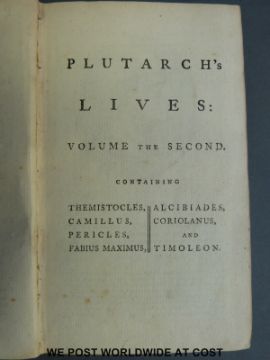 PLUTARCH'S
LIVES:
VOLUME THE SECOND.
CONTAINING
THEMISTOCLES, ALCIBIADES,
CAMILLUS, CORIOLANUS,
PERICLES, AND
FABIUS MAXIMUS, TIMOLEON.
WE POST WORLDWIDE AT COST